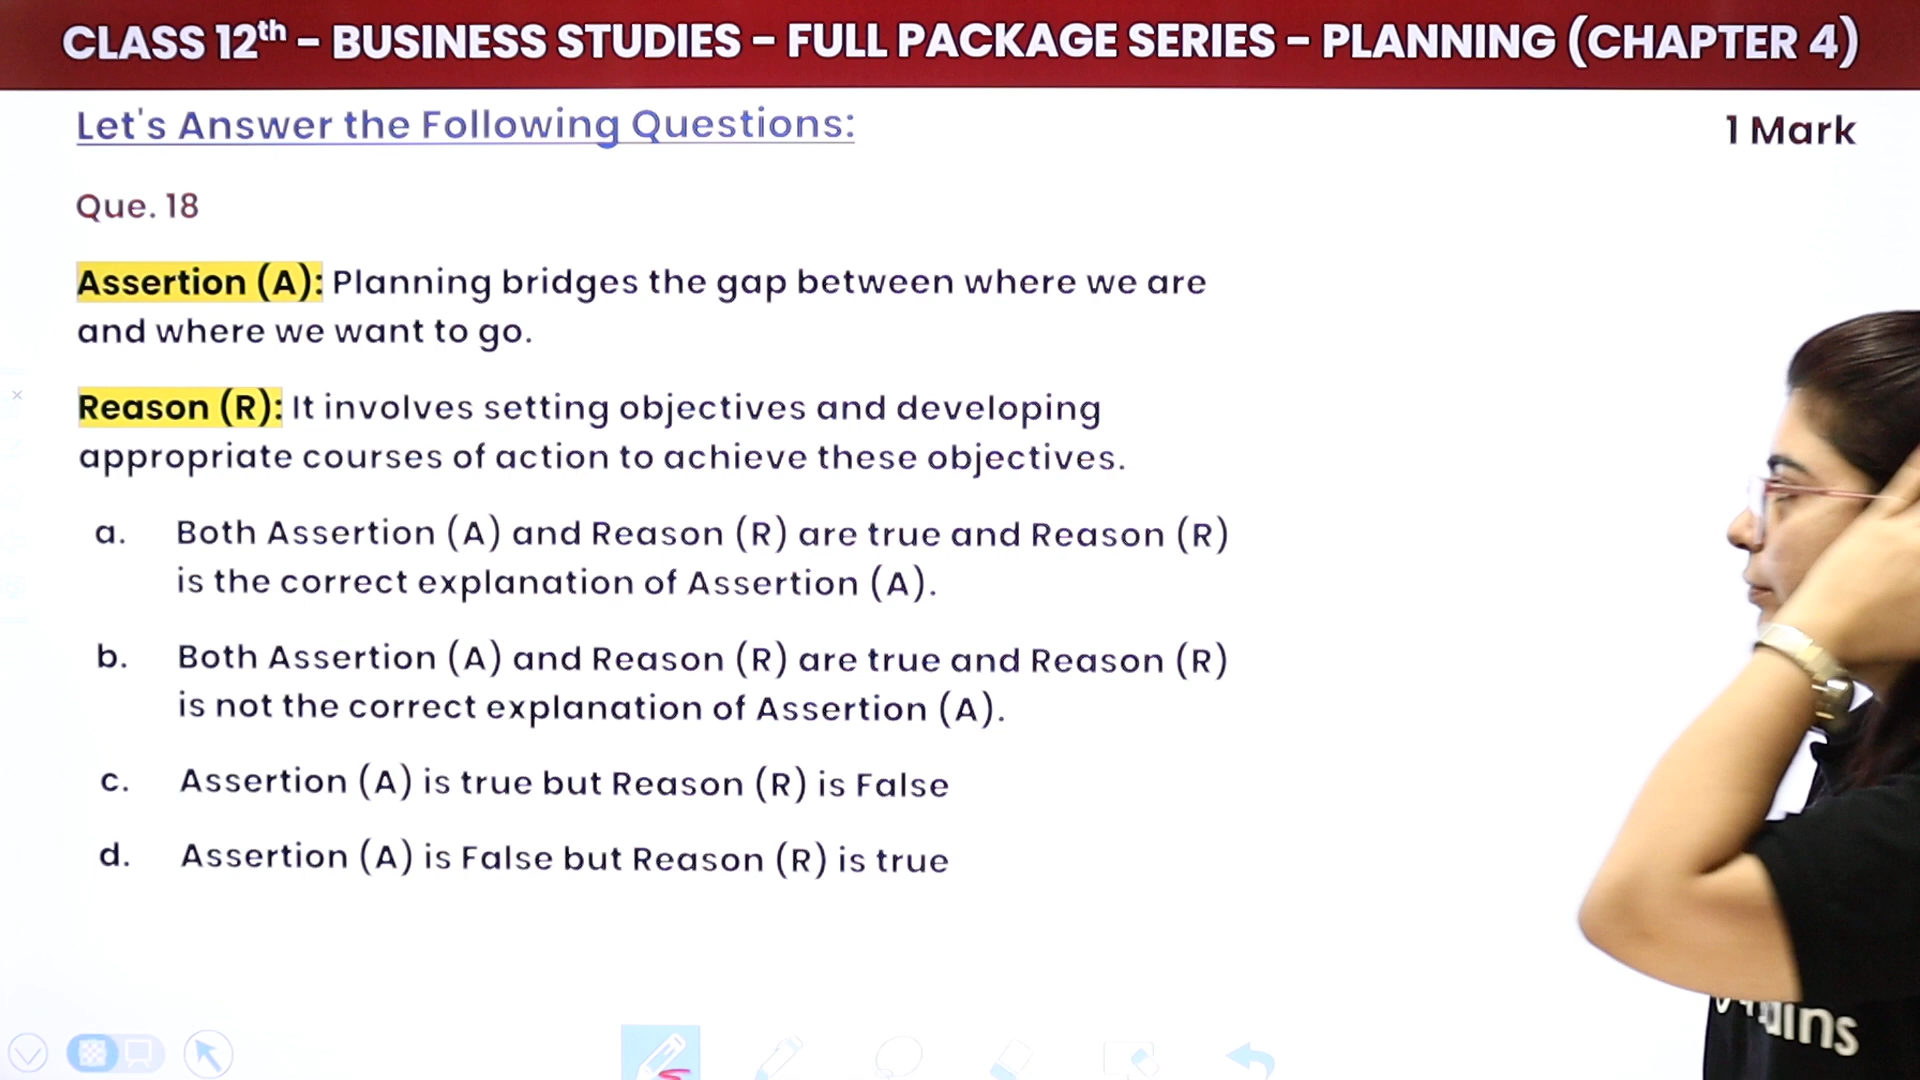 CLASS 12th - BUSINESS STUDIES - FULL PACKAGE SERIES - PLANNING (CHAPTER 4)
Let's Answer the Following Questions:
1 Mark
Que. 18
Assertion (A): Planning bridges the gap between where we are
and where we want to go.
Reason (R): It involves setting objectives and developing
appropriate courses of action to achieve these objectives.
a. Both Assertion (A) and Reason (R) are true and Reason (R)
is the correct explanation of Assertion (A).
b. Both Assertion (A) and Reason (R) are true and Reason (R)
is not the correct explanation of Assertion (A).
c. Assertion (A) is true but Reason (R) is False
d. Assertion (A) is False but Reason (R) is true